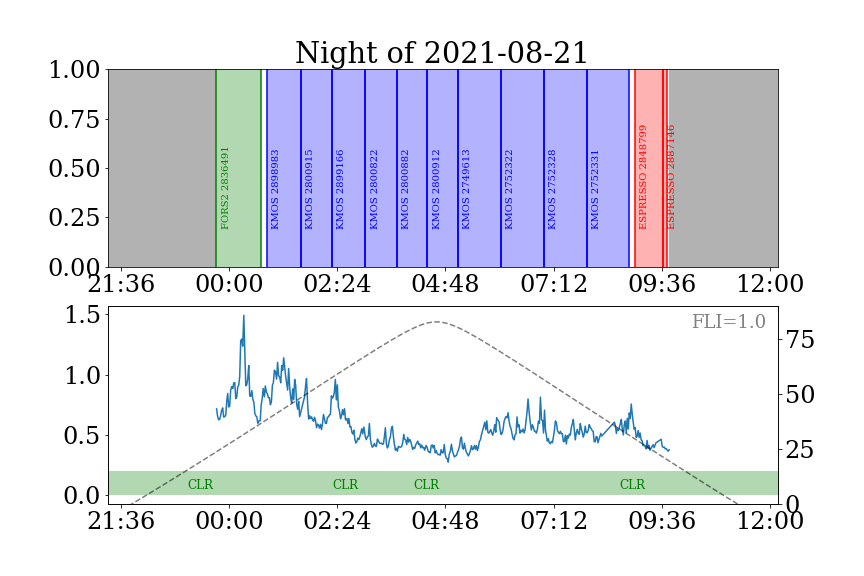 Night of 2021-08-21
1.00
0.75
0.50
0.25
0.00
FORS2 2836491
KMOS 2898983
KMOS 2800915
KMOS 2899166
KMOS 2800822
KMOS 2800882
KMOS 2800912
KMOS 2749613
KMOS 2752322
KMOS 2752328
KMOS 2752331
ESPRESSO 2848799
ESPRESSO 2887146
21:36 00:00 02:24 04:48 07:12 09:36 12:00
FLI=1.0
1.5
1.0
0.5
0.0
75
50
25
0
CLR CLR CLR CLR
21:36 00:00 02:24 04:48 07:12 09:36 12:00